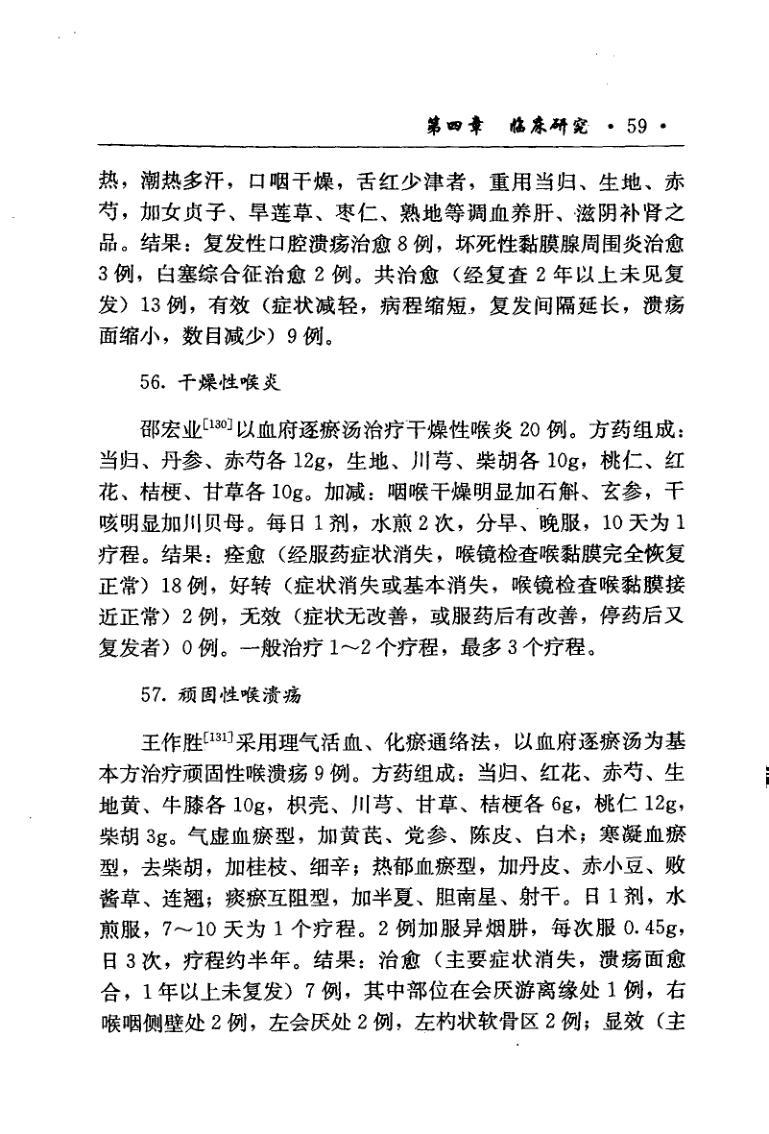 第四章 临床研究 · 59 ·
热，潮热多汗，口咽干燥，舌红少津者，重用当归、生地、赤
芍，加女贞子、旱莲草、枣仁、熟地等调血养肝、滋阴补肾之
品。结果：复发性口腔溃疡治愈 8 例，坏死性黏膜腺周围炎治愈
3 例，白塞综合征治愈 2 例。共治愈（经复查 2 年以上未见复
发）13 例，有效（症状减轻，病程缩短，复发间隔延长，溃疡
面缩小，数目减少）9 例。
56. 干燥性喉炎
邵宏业[130]以血府逐瘀汤治疗干燥性喉炎 20 例。方药组成：
当归、丹参、赤芍各 12g，生地、川芎、柴胡各 10g，桃仁、红
花、桔梗、甘草各 10g。加减：咽喉干燥明显加石斛、玄参，干
咳明显加川贝母。每日 1 剂，水煎 2 次，分早、晚服，10 天为 1
疗程。结果：痊愈（经服药症状消失，喉镜检查喉黏膜完全恢复
正常）18 例，好转（症状消失或基本消失，喉镜检查喉黏膜接
近正常）2 例，无效（症状无改善，或服药后有改善，停药后又
复发者）0 例。一般治疗 1～2 个疗程，最多 3 个疗程。
57. 顽固性喉溃疡
王作胜[131]采用理气活血、化瘀通络法，以血府逐瘀汤为基
本方治疗顽固性喉溃疡 9 例。方药组成：当归、红花、赤芍、生
地黄、牛膝各 10g，枳壳、川芎、甘草、桔梗各 6g，桃仁 12g，
柴胡 3g。气虚血瘀型，加黄芪、党参、陈皮、白术；寒凝血瘀
型，去柴胡，加桂枝、细辛；热郁血瘀型，加丹皮、赤小豆、败
酱草、连翘；痰瘀互阻型，加半夏、胆南星、射干。日 1 剂，水
煎服，7～10 天为 1 个疗程。2 例加服异烟肼，每次服 0.45g，
日 3 次，疗程约半年。结果：治愈（主要症状消失，溃疡面愈
合，1 年以上未复发）7 例，其中部位在会厌游离缘处 1 例，右
喉咽侧壁处 2 例，左会厌处 2 例，左杓状软骨区 2 例；显效（主